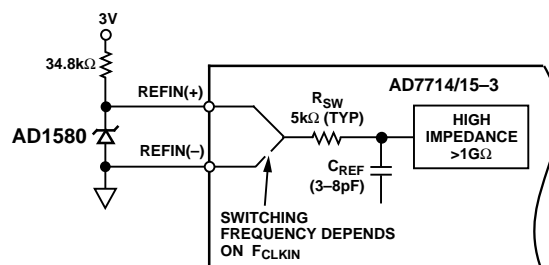 3V
34.8kΩ
REFIN(+)
AD1580
REFIN(–)
AD7714/15–3
RSW
5kΩ (TYP)
HIGH
IMPEDANCE
>1GΩ
CREF
(3–8pF)
SWITCHING
FREQUENCY DEPENDS
ON FCLKIN